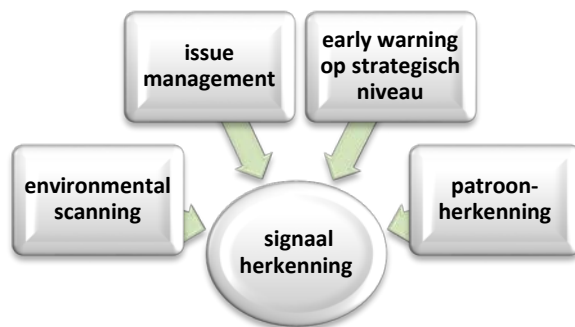 issue
management
early warning
op strategisch
niveau
environmental
scanning
patroon-
herkenning
signaal
herkenning